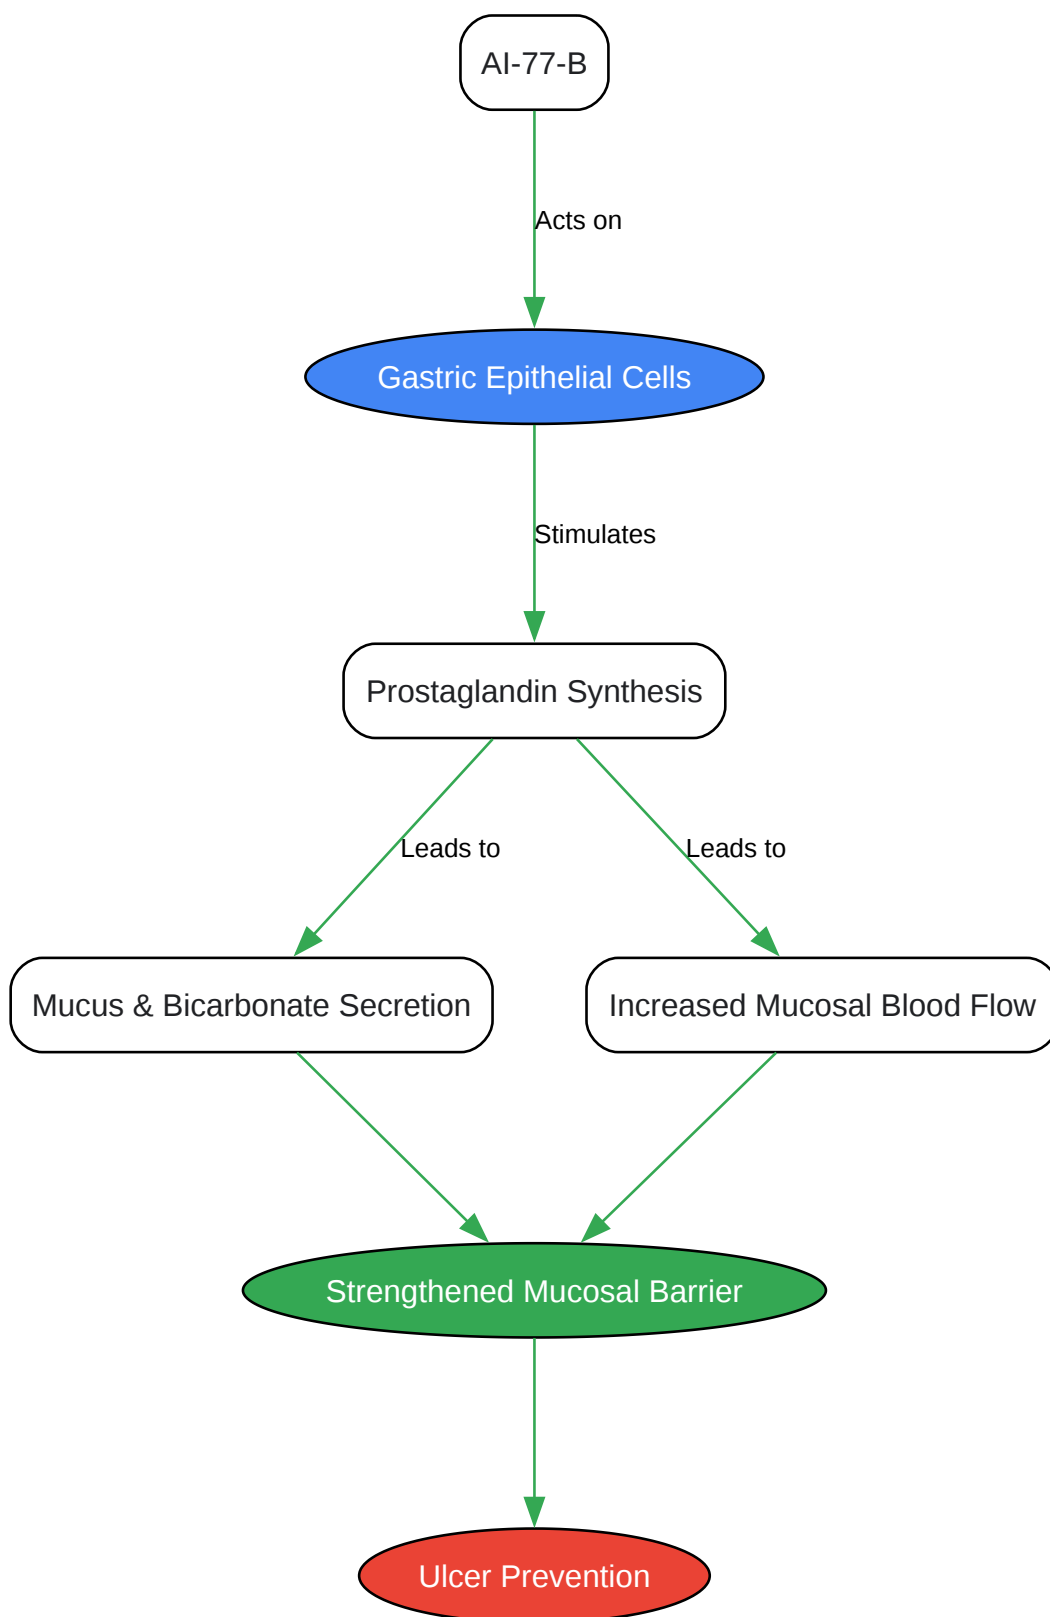 AI-77-B
Acts on
Gastric Epithelial Cells
Stimulates
Prostaglandin Synthesis
Leads to
Leads to
Mucus & Bicarbonate Secretion
Increased Mucosal Blood Flow
Strengthened Mucosal Barrier
Ulcer Prevention